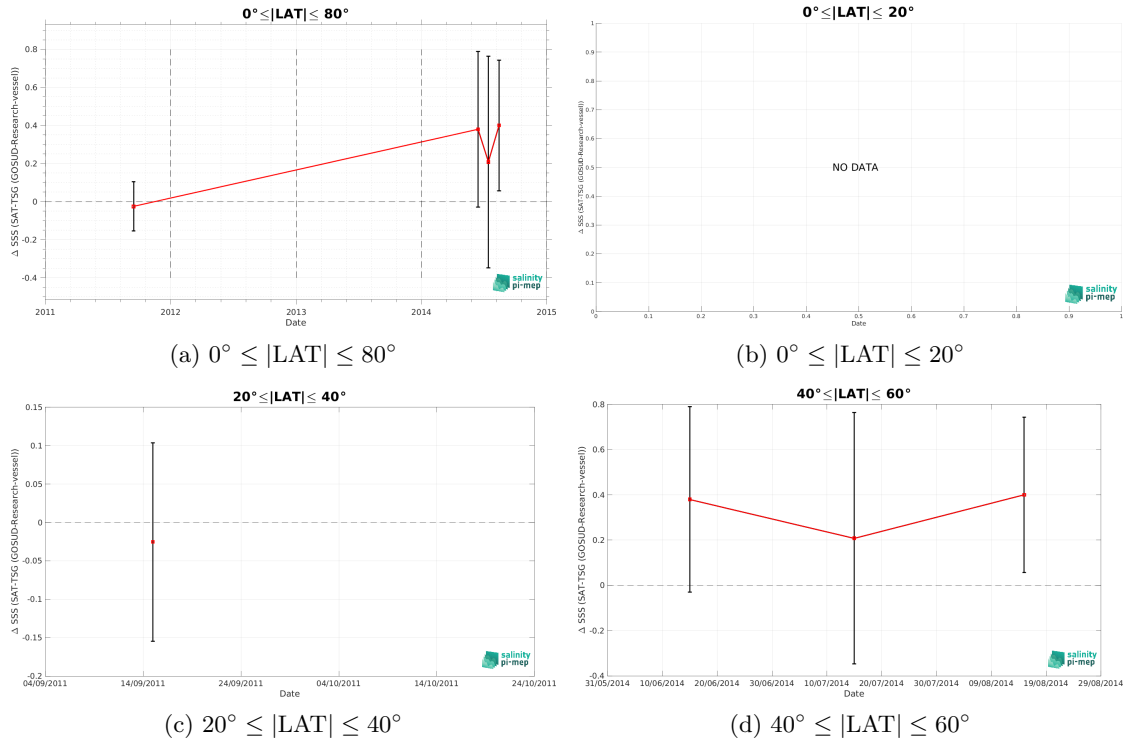 0°≤|LAT|≤ 80°
Δ SSS (SAT-TSG (GOSUD-Research-vessel))
0.8
0.6
0.4
0.2
0
-0.2
-0.4
2011
2012
2013
2014
2015
Date
salinity
pi-mep
(a) 0° ≤ |LAT| ≤ 80°
0°≤|LAT|≤ 20°
Δ SSS (SAT-TSG (GOSUD-Research-vessel))
1
0.9
0.8
0.7
0.6
0.5
0.4
0.3
0.2
0.1
0
NO DATA
0
0.1
0.2
0.3
0.4
0.5
0.6
0.7
0.8
0.9
1
Date
salinity
pi-mep
(b) 0° ≤ |LAT| ≤ 20°
20°≤|LAT|≤ 40°
Δ SSS (SAT-TSG (GOSUD-Research-vessel))
0.15
0.1
0.05
0
-0.05
-0.1
-0.15
-0.2
04/09/2011
14/09/2011
24/09/2011
04/10/2011
14/10/2011
24/10/2011
Date
salinity
pi-mep
(c) 20° ≤ |LAT| ≤ 40°
40°≤|LAT|≤ 60°
Δ SSS (SAT-TSG (GOSUD-Research-vessel))
0.8
0.6
0.4
0.2
0
-0.2
-0.4
31/05/2014
10/06/2014
20/06/2014
30/06/2014
10/07/2014
20/07/2014
30/07/2014
09/08/2014
19/08/2014
29/08/2014
Date
salinity
pi-mep
(d) 40° ≤ |LAT| ≤ 60°